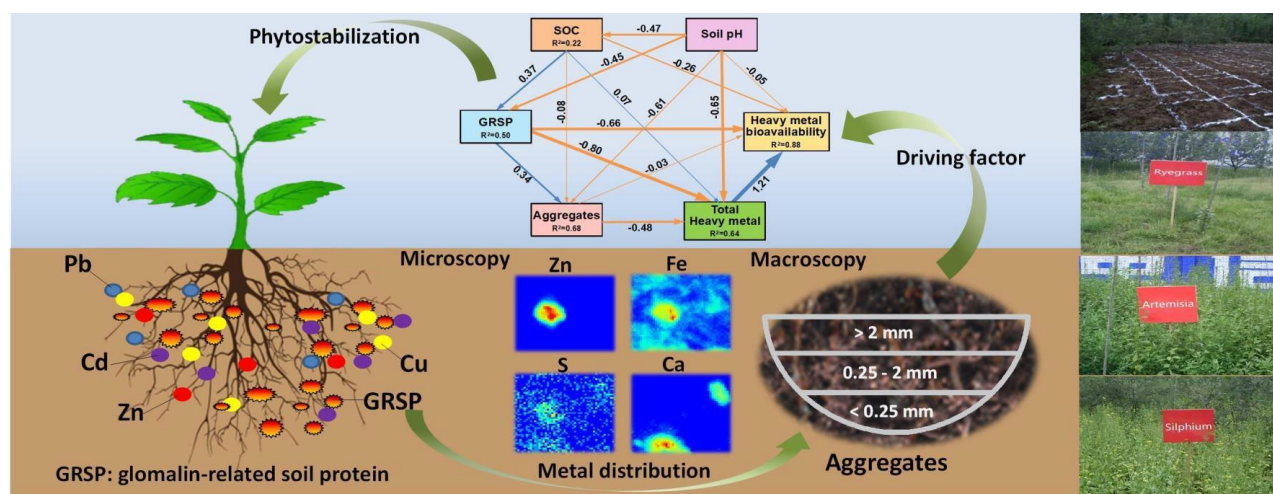 Phytostabilization
SOC
R²=0.22
-0.47
Soil pH
0.37
-0.45
-0.26
-0.05
-0.08
0.07
-0.61
-0.65
GRSP
R²=0.50
-0.66
Heavy metal
bioavailability
R²=0.88
-0.80
-0.03
0.34
1.21
Aggregates
R²=0.68
-0.48
Total
Heavy metal
R²=0.64
Driving factor
Ryegrass
Artemisia
Silphium
Pb
Cd
Zn
Cu
GRSP
GRSP: glomalin-related soil protein
Microscopy
Macroscopy
Zn
Fe
S
Ca
Metal distribution
> 2 mm
0.25 - 2 mm
< 0.25 mm
Aggregates